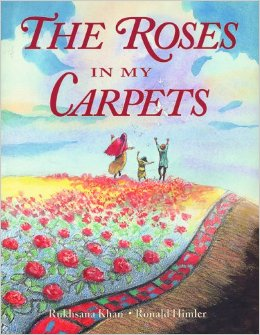 THE ROSES
IN MY
CARPETS
Rukhsana Khan • Ronald Himler